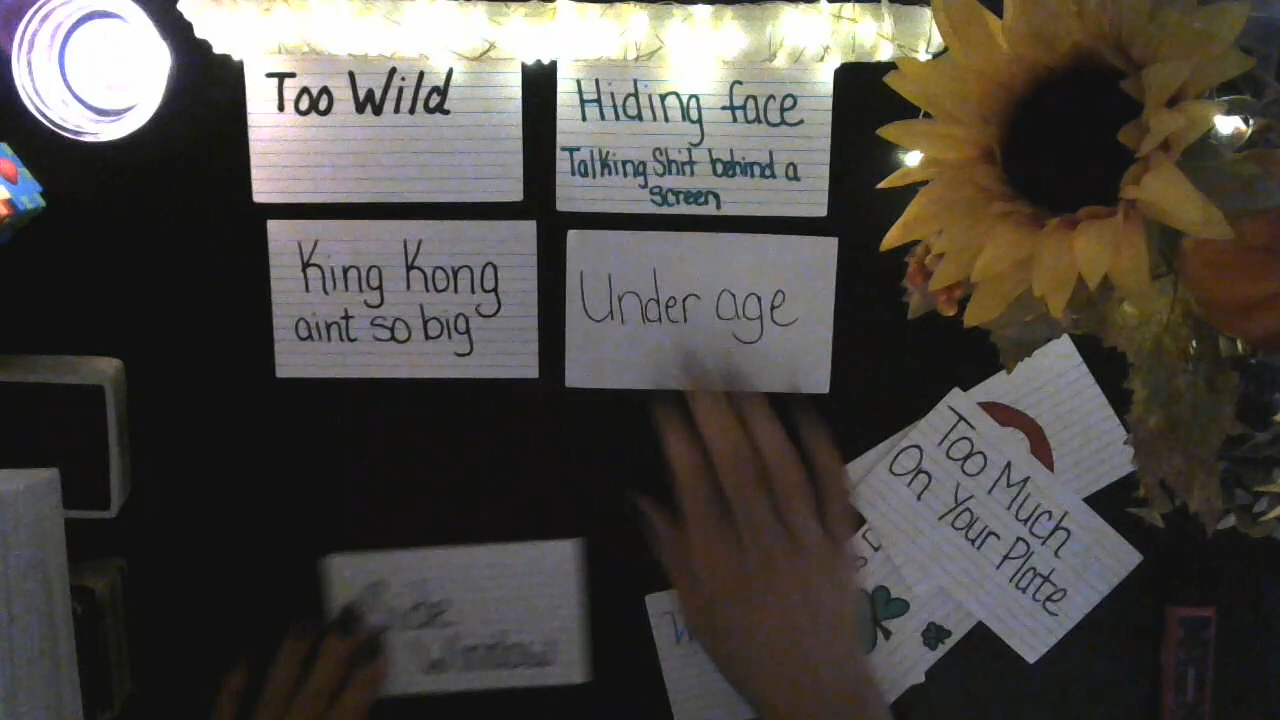 Too Wild
Hiding face
Talking Shit behind a
screen
King Kong
aint so big
Under age
Too Much
On Your Plate